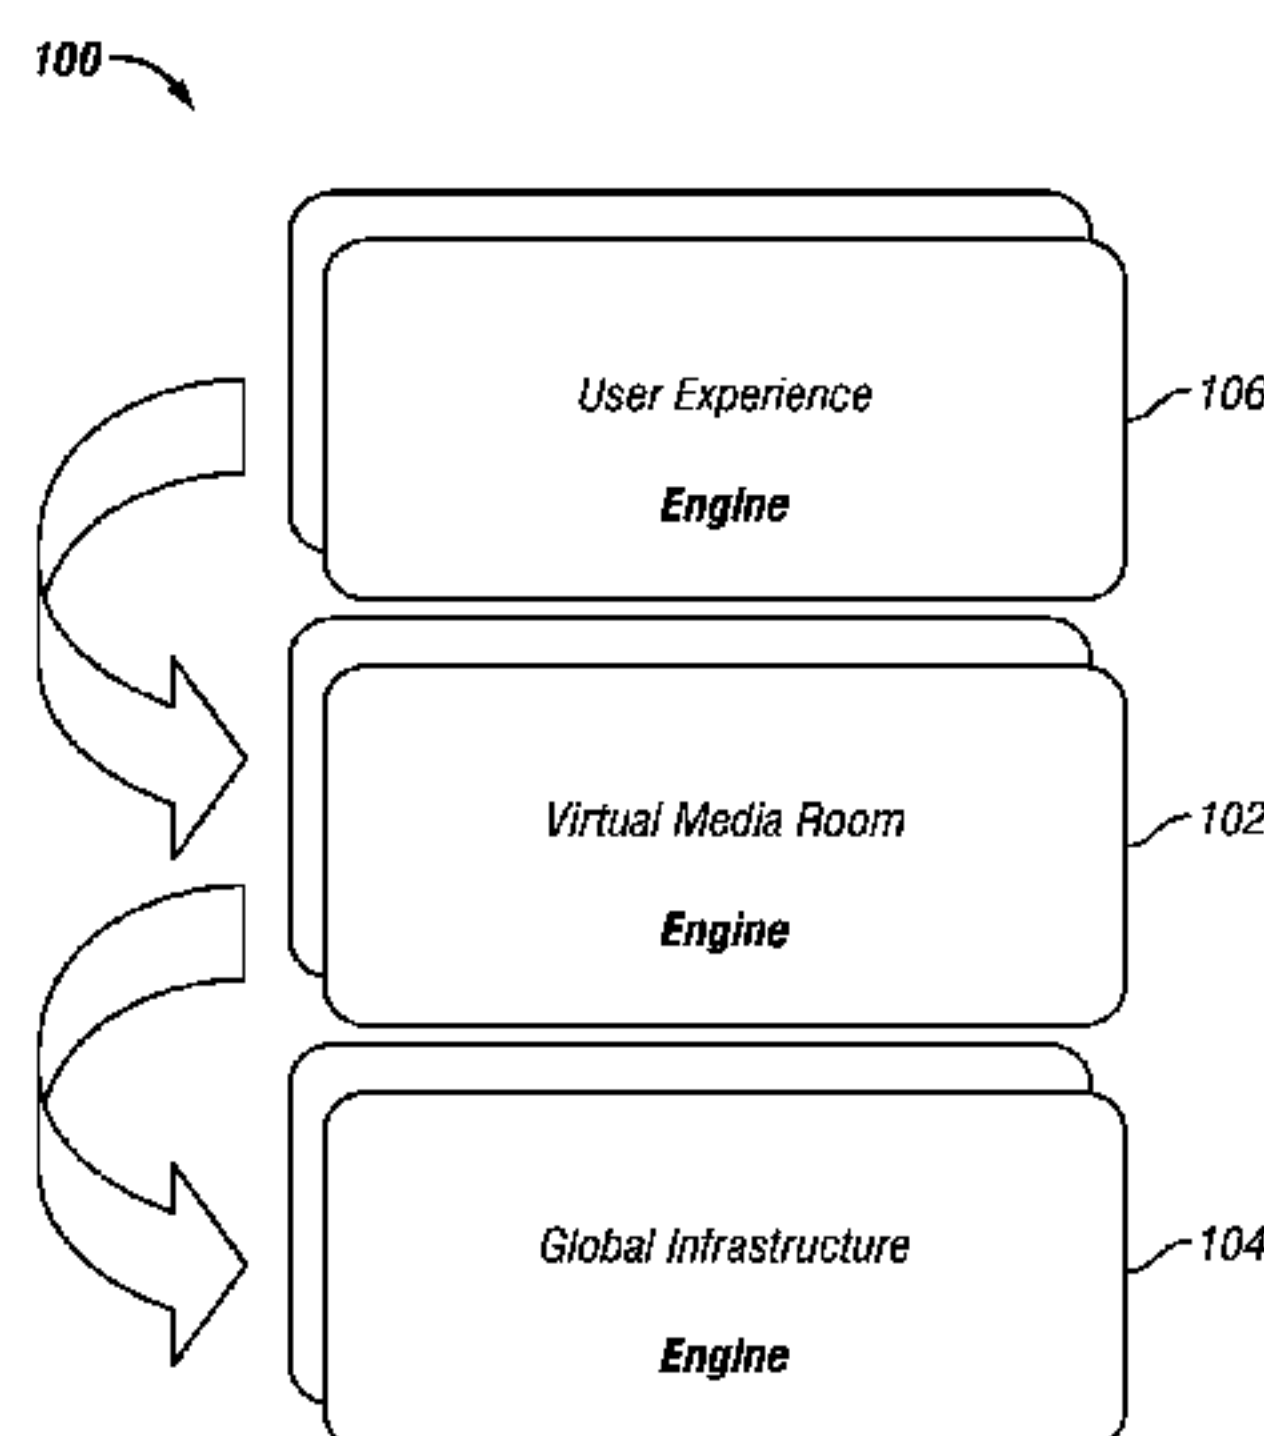 100
User Experience
Engine
106
Virtual Media Room
Engine
102
Global Infrastructure
Engine
104